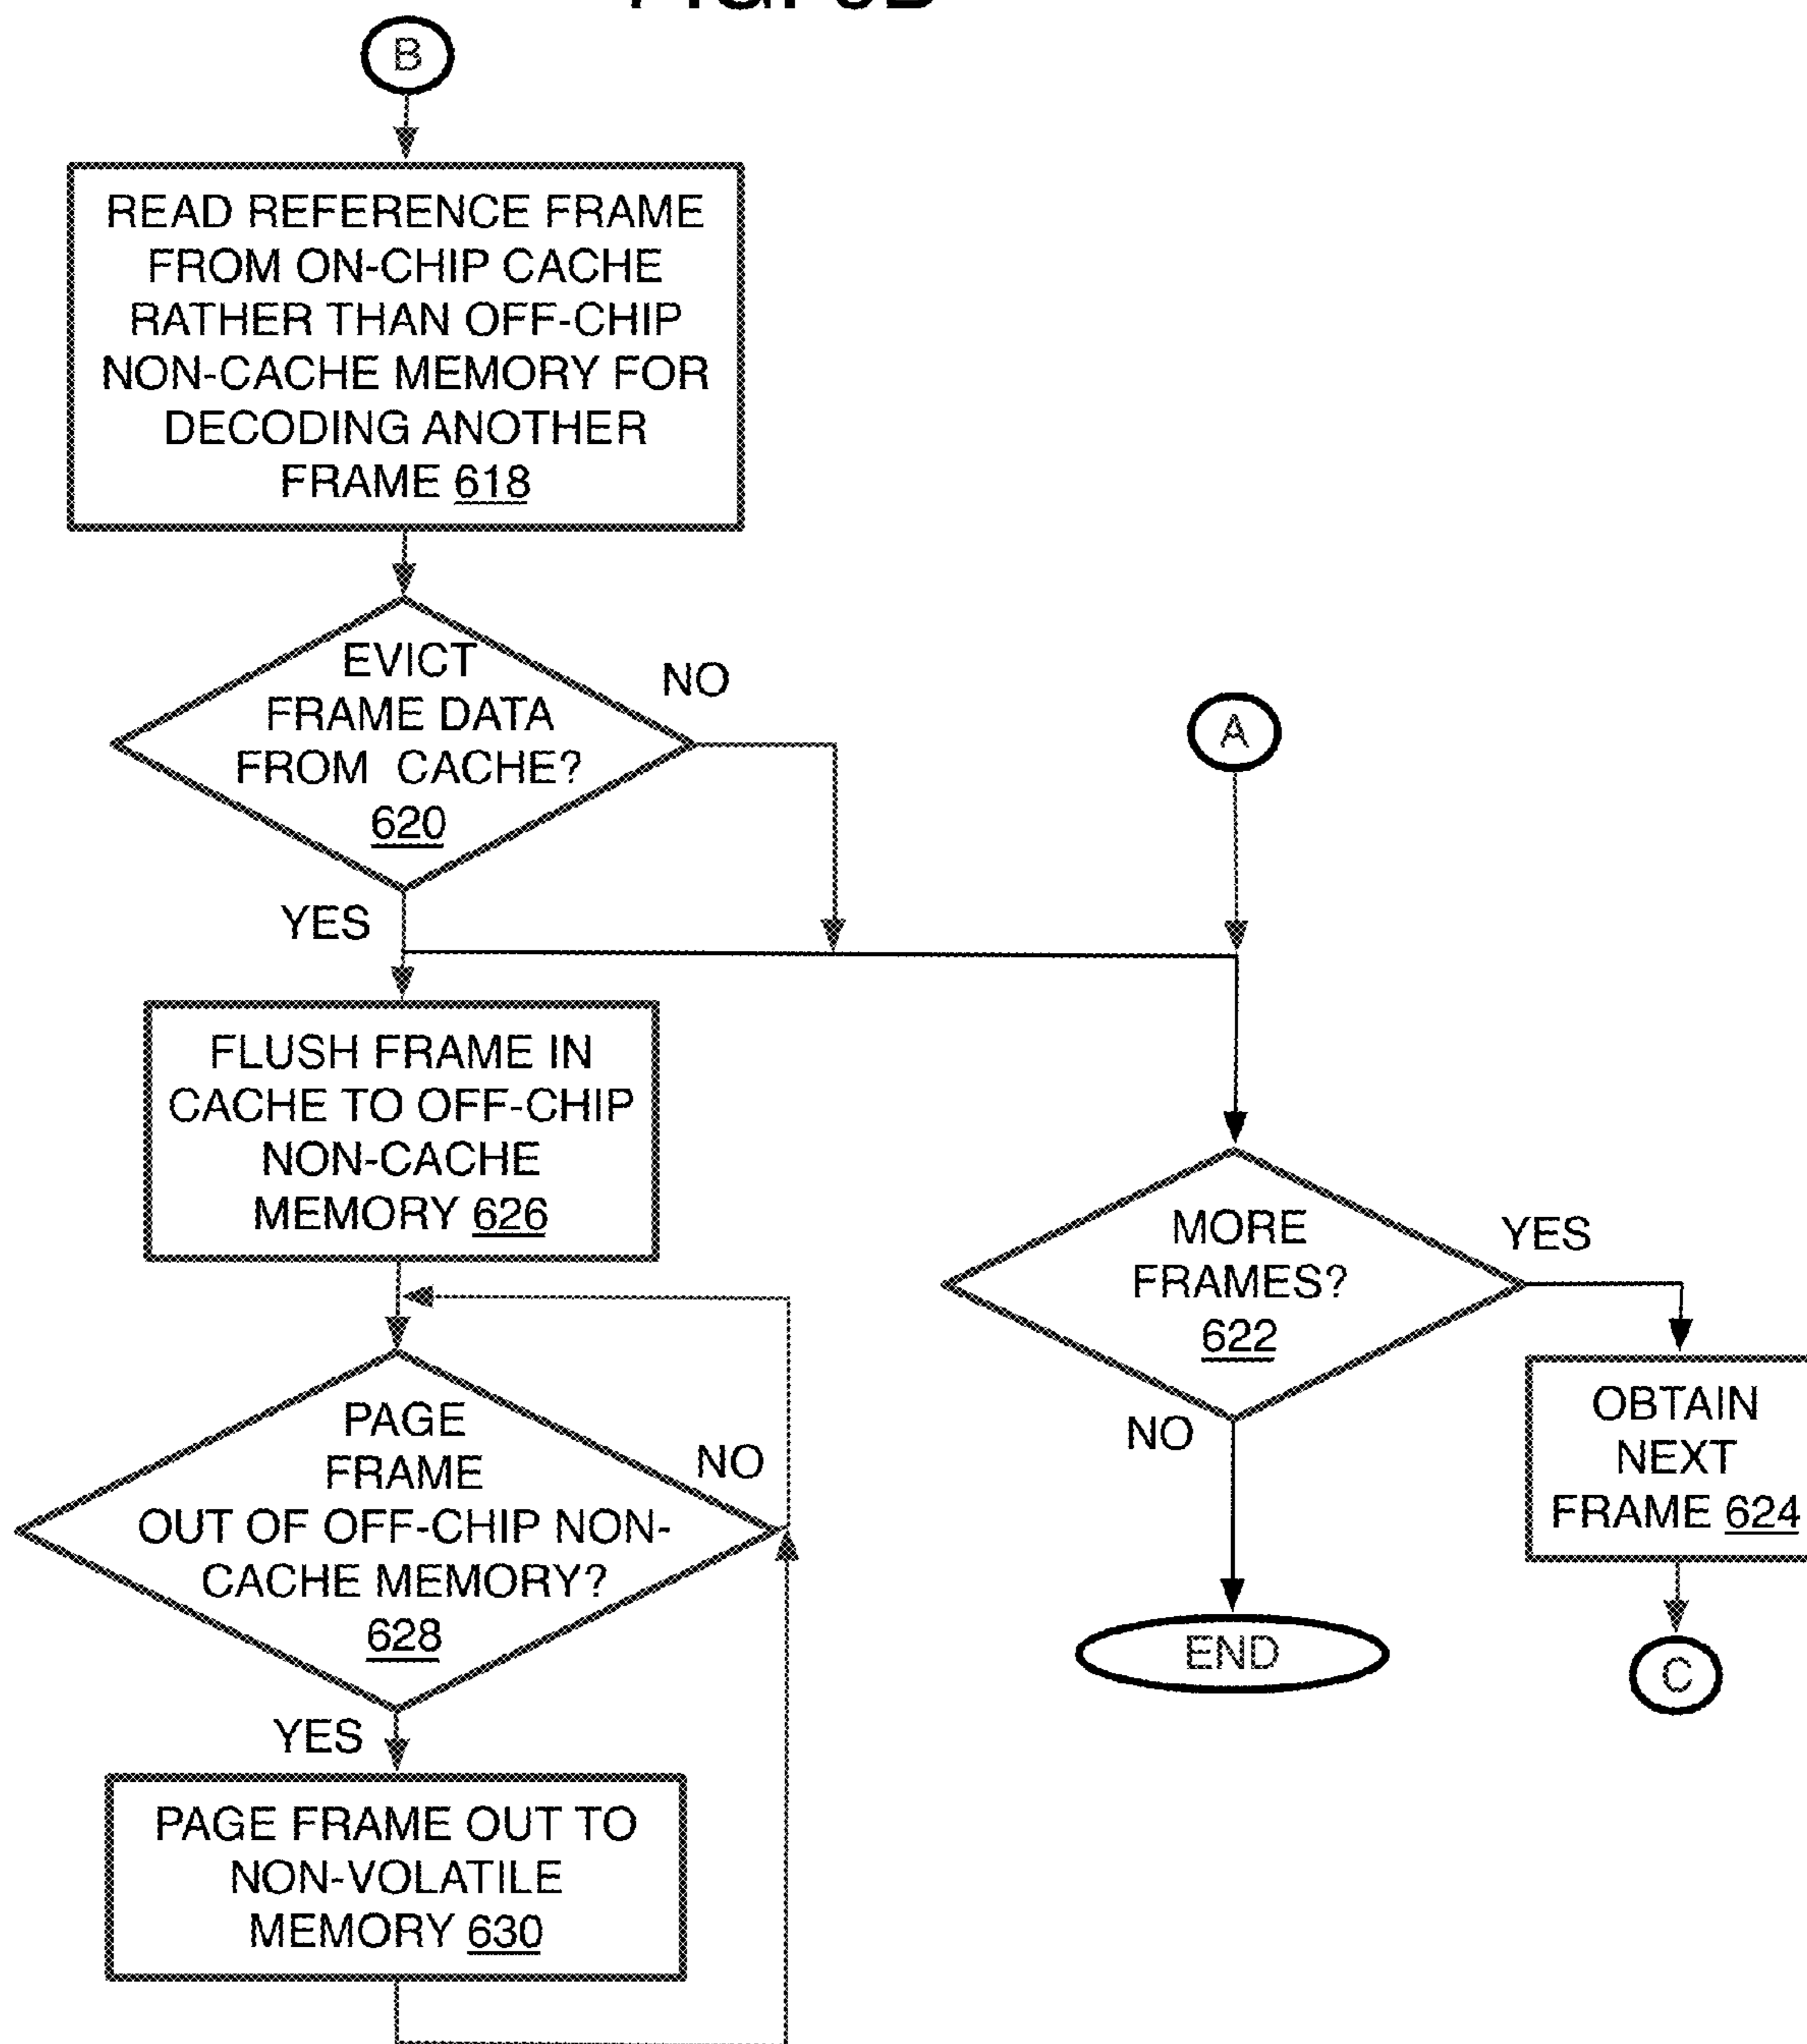 B
READ REFERENCE FRAME
FROM ON-CHIP CACHE
RATHER THAN OFF-CHIP
NON-CACHE MEMORY FOR
DECODING ANOTHER
FRAME 618
EVICT
FRAME DATA
FROM CACHE?
620
NO
YES
A
FLUSH FRAME IN
CACHE TO OFF-CHIP
NON-CACHE
MEMORY 626
MORE
FRAMES?
622
YES
NO
OBTAIN
NEXT
FRAME 624
END
C
PAGE
FRAME
OUT OF OFF-CHIP NON-
CACHE MEMORY?
628
NO
YES
PAGE FRAME OUT TO
NON-VOLATILE
MEMORY 630